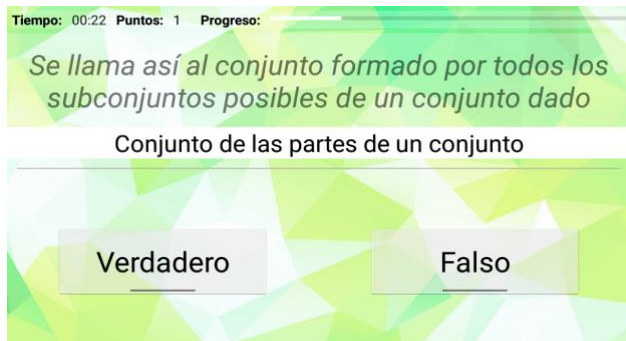 Tiempo: 00:22 Puntos: 1 Progreso:
Se llama así al conjunto formado por todos los
subconjuntos posibles de un conjunto dado
Conjunto de las partes de un conjunto
Verdadero Falso